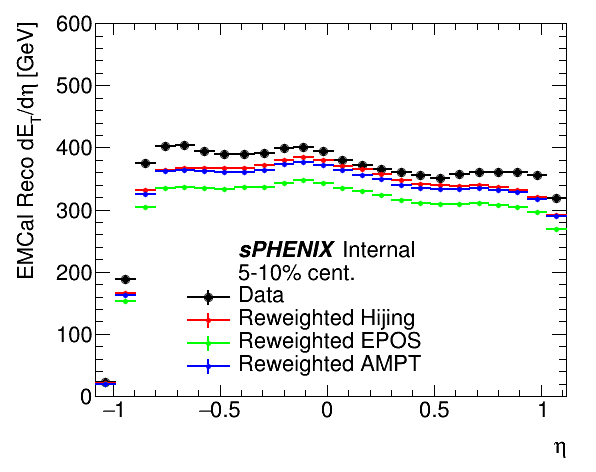 EMCal Reco dE_T/dη [GeV]
600
500
400
300
200
100
0
−1 −0.5 0 0.5 1
η
sPHENIX Internal
5-10% cent.
Data
Reweighted Hijing
Reweighted EPOS
Reweighted AMPT